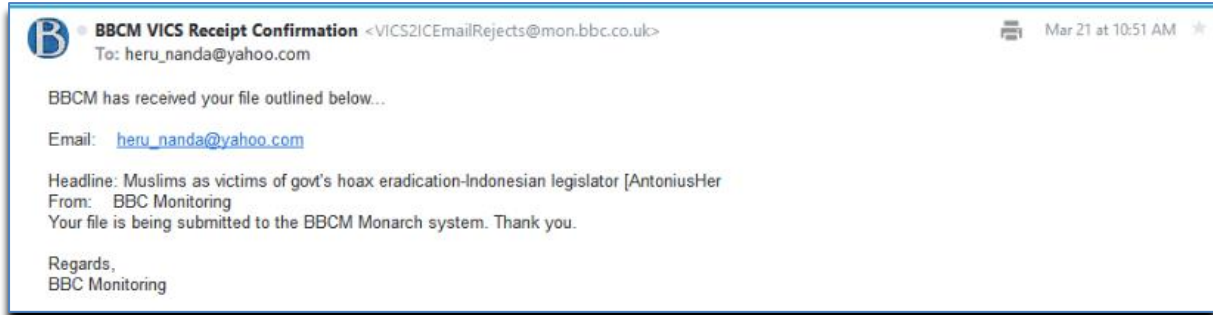 B
BBCM VICS Receipt Confirmation <VICS2ICEmailRejects@mon.bbc.co.uk> Mar 21 at 10:51 AM
To: heru_nanda@yahoo.com
BBCM has received your file outlined below...
Email: heru_nanda@yahoo.com
Headline: Muslims as victims of govt's hoax eradication-Indonesian legislator [AntoniusHer
From: BBC Monitoring
Your file is being submitted to the BBCM Monarch system. Thank you.
Regards,
BBC Monitoring